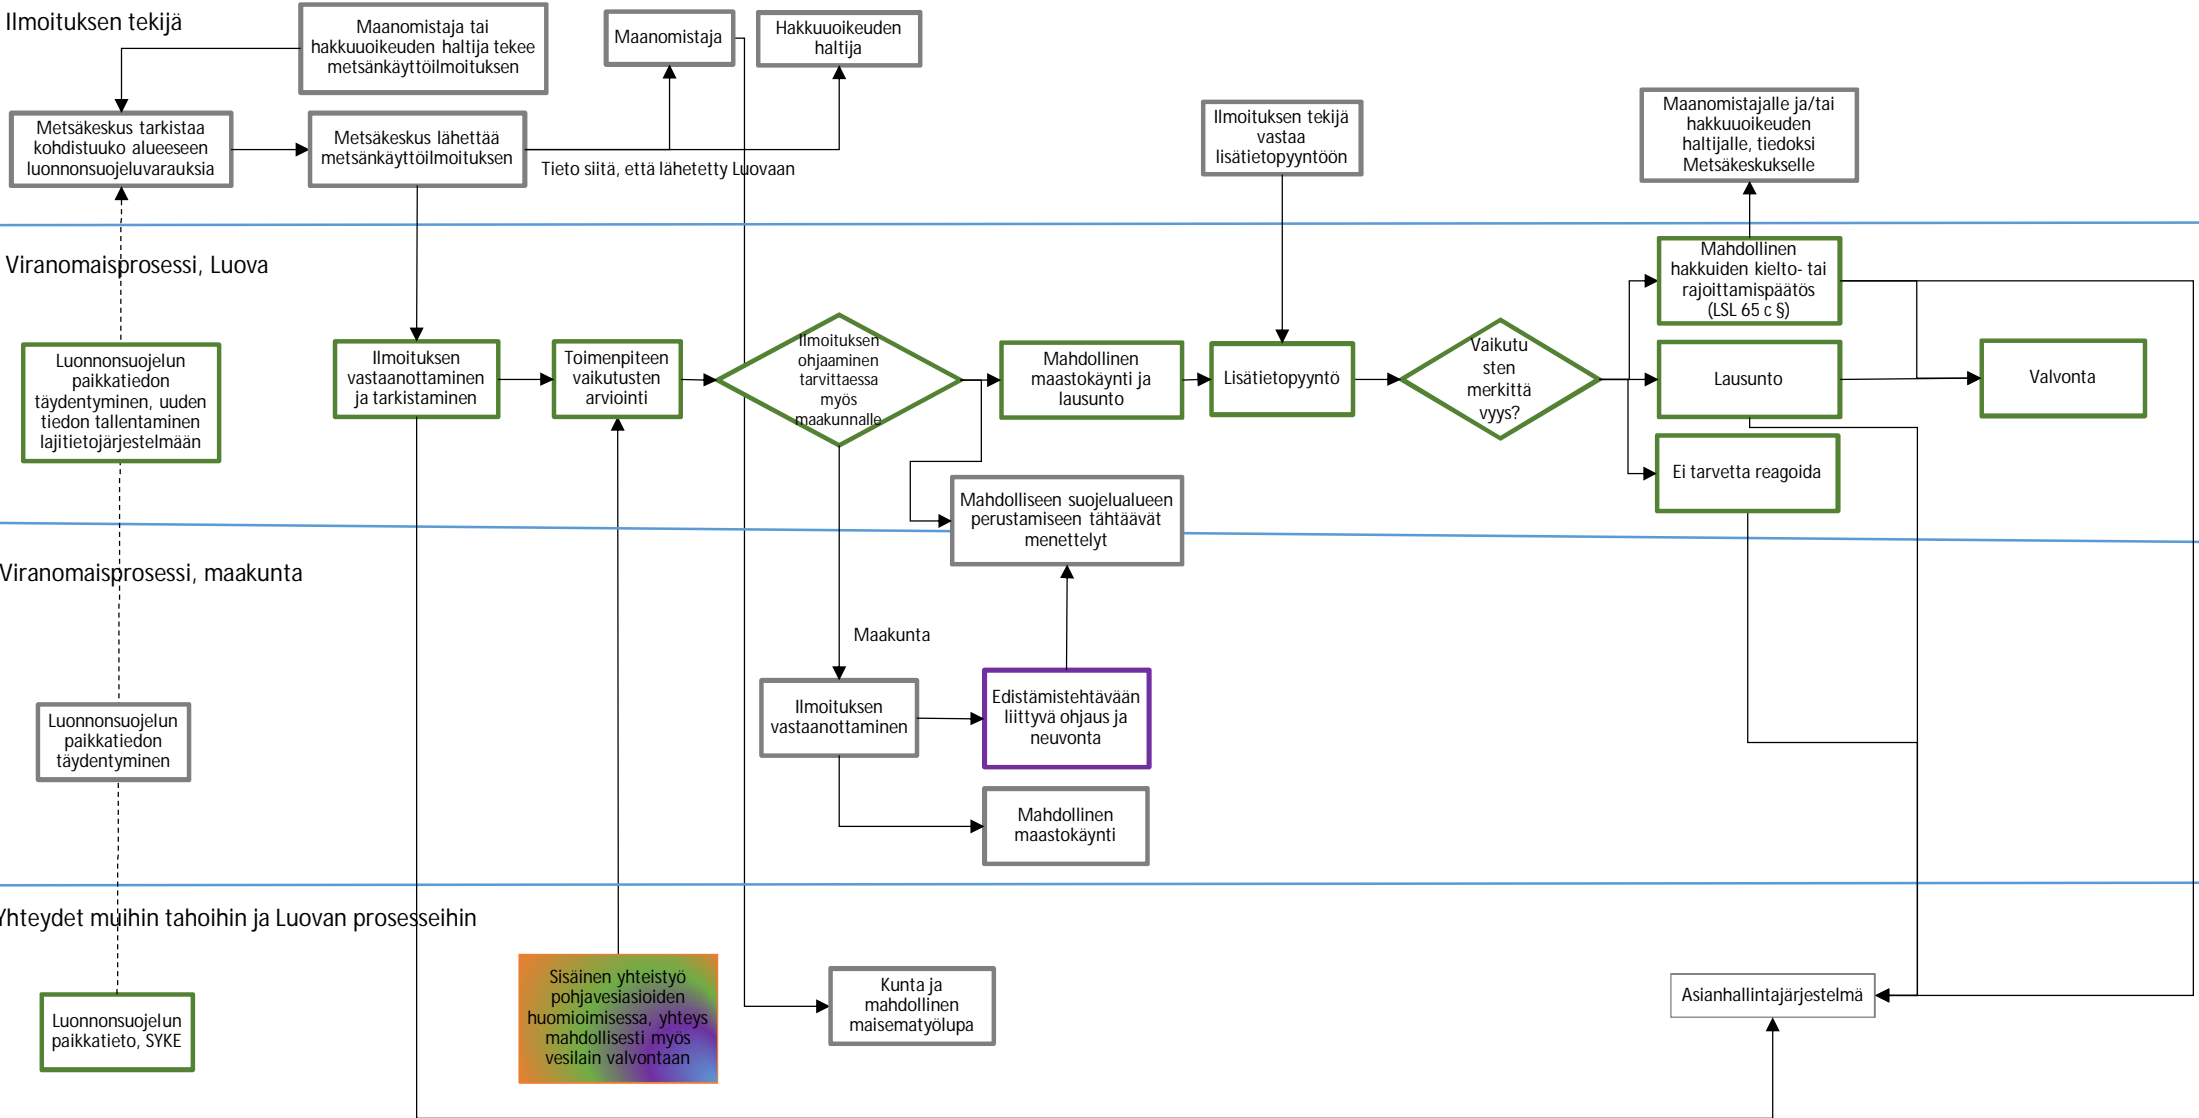 Ilmoituksen tekijä
Maanomistaja tai
hakkuuoikeuden haltija tekee
metsänkäyttöilmoituksen
Maanomistaja
Hakkuuoikeuden
haltija
Metsäkeskus tarkistaa
kohdistuuko alueeseen
luonnonsuojeluvarauksia
Metsäkeskus lähettää
metsänkäyttöilmoituksen
Tieto siitä, että lähetetty Luovaan
Ilmoituksen tekijä
vastaa
lisätietopyyntöön
Maanomistajalle ja/tai
hakkuuoikeuden
haltijalle, tiedoksi
Metsäkeskukselle
Viranomaisprosessi, Luova
Luonnonsuojelun
paikkatiedon
täydentyminen, uuden
tiedon tallentaminen
lajitietojärjestelmään
Ilmoituksen
vastaanottaminen
ja tarkistaminen
Toimenpiteen
vaikutusten
arviointi
Ilmoituksen
ohjaaminen
tarvittaessa
myös
maakunnalle
Mahdollinen
maastokäynti ja
lausunto
Lisätietopyyntö
Vaikutu
sten
merkittä
vyys?
Mahdollinen
hakkuiden kielto- tai
rajoittamispäätös
(LSL 65 c §)
Lausunto
Ei tarvetta reagoida
Valvonta
Mahdolliseen suojelualueen
perustamiseen tähtäävät
menettelyt
Viranomaisprosessi, maakunta
Maakunta
Luonnonsuojelun
paikkatiedon
täydentyminen
Ilmoituksen
vastaanottaminen
Edistämistehtävään
liittyvä ohjaus ja
neuvonta
Mahdollinen
maastokäynti
Yhteydet muihin tahoihin ja Luovan prosesseihin
Luonnonsuojelun
paikkatieto, SYKE
Sisäinen yhteistyö
pohjavesiasioiden
huomioimisessa, yhteys
mahdollisesti myös
vesilain valvontaan
Kunta ja
mahdollinen
maisematyölupa
Asianhallintajärjestelmä